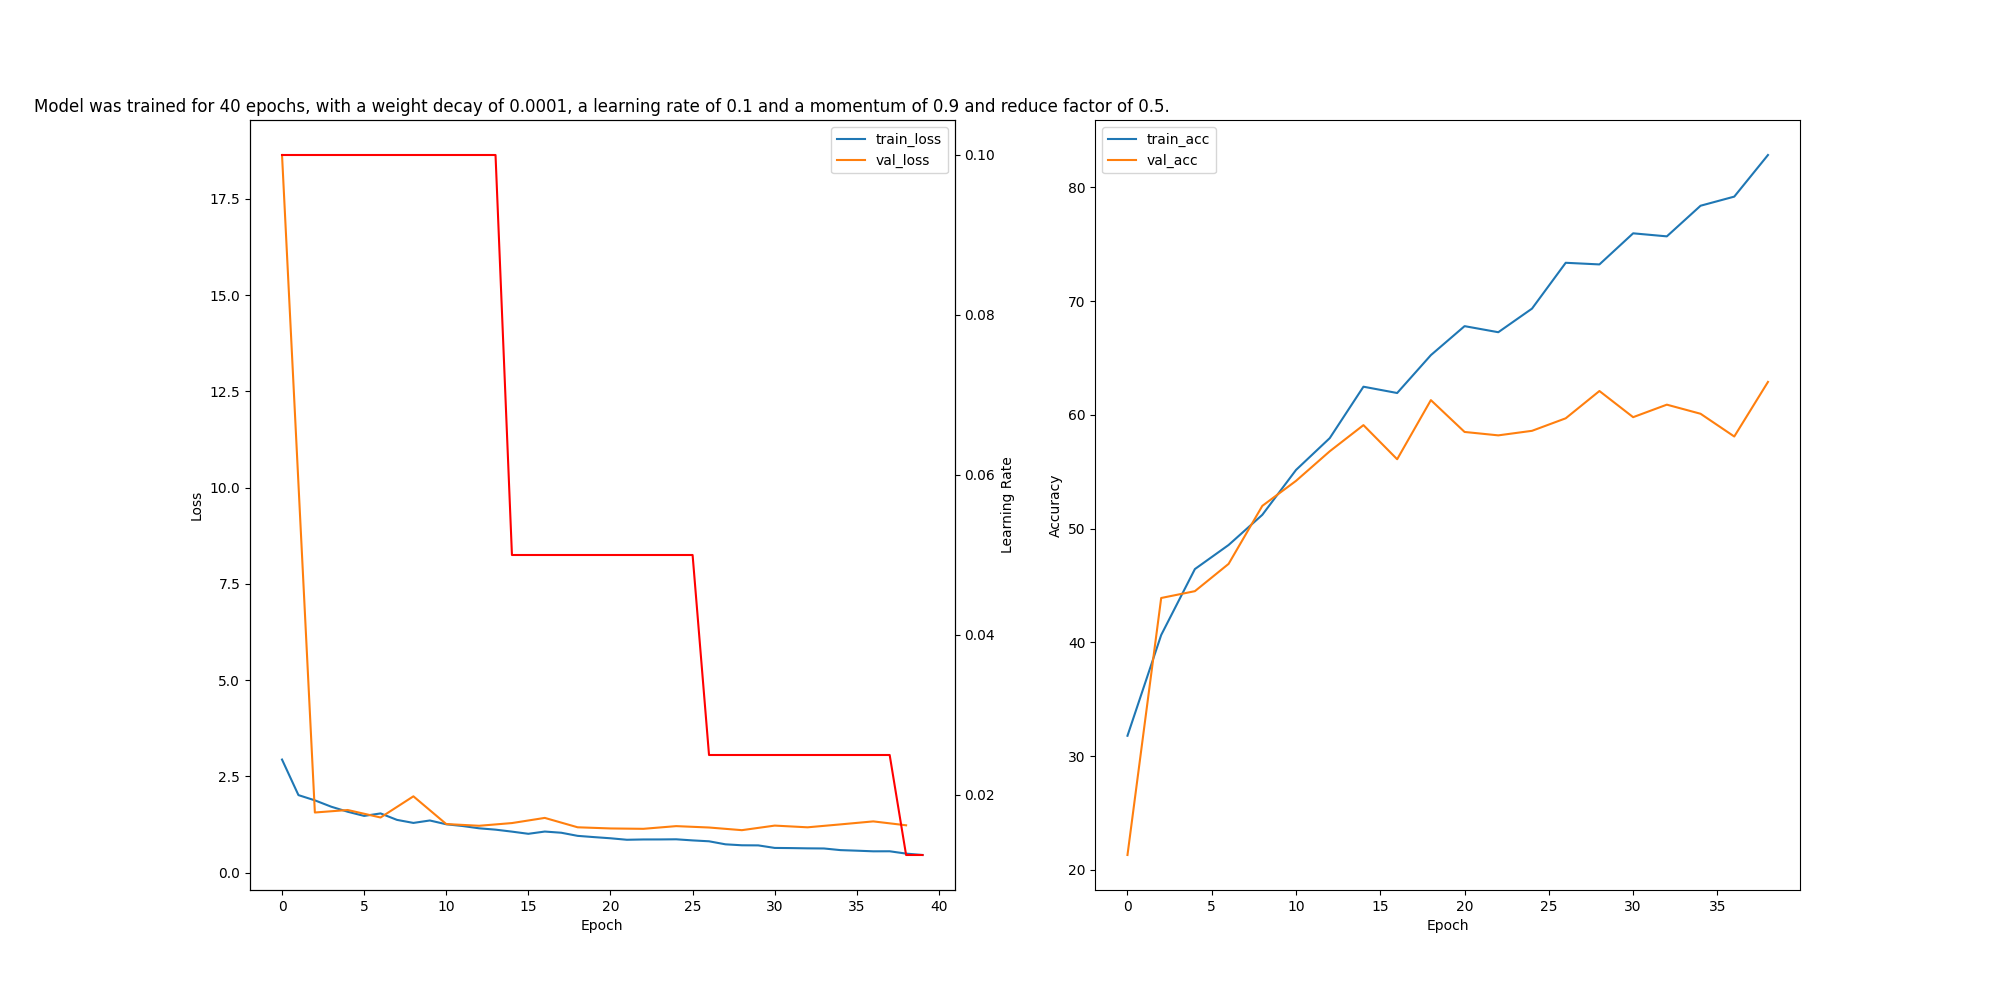 Model was trained for 40 epochs, with a weight decay of 0.0001, a learning rate of 0.1 and a momentum of 0.9 and reduce factor of 0.5.
train_loss
val_loss
17.5
15.0
12.5
10.0
7.5
5.0
2.5
0.0
Loss
0 5 10 15 20 25 30 35 40
Epoch
0.10
0.08
0.06
0.04
0.02
Learning Rate
train_acc
val_acc
80
70
60
50
40
30
20
Accuracy
0 5 10 15 20 25 30 35
Epoch